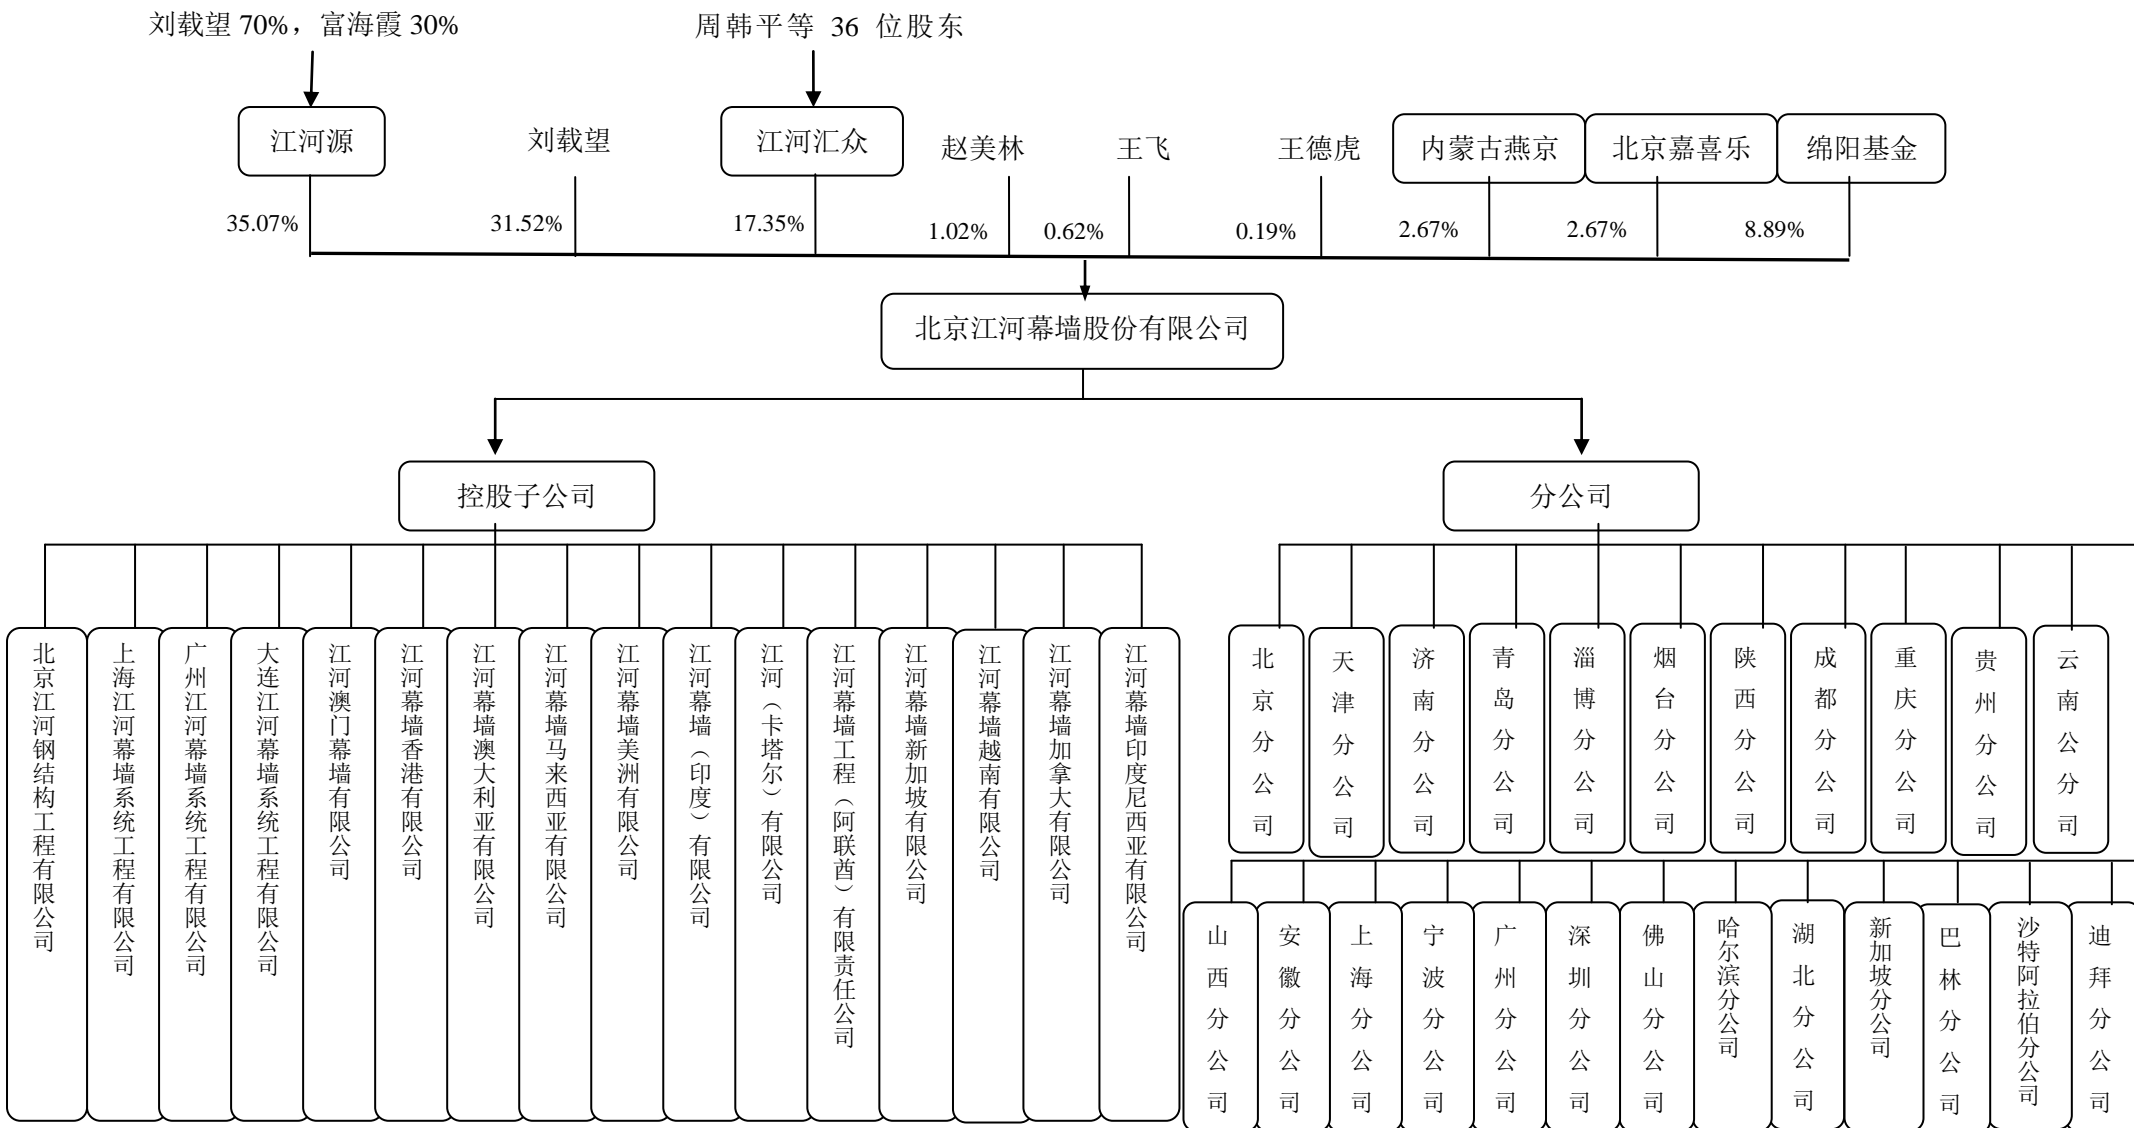 刘载望 70%，富海霞 30%
周韩平等 36 位股东
江河源
刘载望
江河汇众
赵美林
王飞
王德虎
内蒙古燕京
北京嘉喜乐
绵阳基金
35.07%
31.52%
17.35%
1.02%
0.62%
0.19%
2.67%
2.67%
8.89%
北京江河幕墙股份有限公司
控股子公司
分公司
北京江河钢结构工程有限公司
上海江河幕墙系统工程有限公司
广州江河幕墙系统工程有限公司
大连江河幕墙系统工程有限公司
江河澳门幕墙有限公司
江河幕墙香港有限公司
江河幕墙澳大利亚有限公司
江河幕墙马来西亚有限公司
江河幕墙美洲有限公司
江河幕墙（印度）有限公司
江河（卡塔尔）有限公司
江河幕墙工程（阿联酋）有限责任公司
江河幕墙新加坡有限公司
江河幕墙越南有限公司
江河幕墙加拿大有限公司
江河幕墙印度尼西亚有限公司
北京分公司
天津分公司
济南分公司
青岛分公司
淄博分公司
烟台分公司
陕西分公司
成都分公司
重庆分公司
贵州分公司
云南公分司
山西分公司
安徽分公司
上海分公司
宁波分公司
广州分公司
深圳分公司
佛山分公司
哈尔滨分公司
湖北分公司
新加坡分公司
巴林分公司
沙特阿拉伯分公司
迪拜分公司